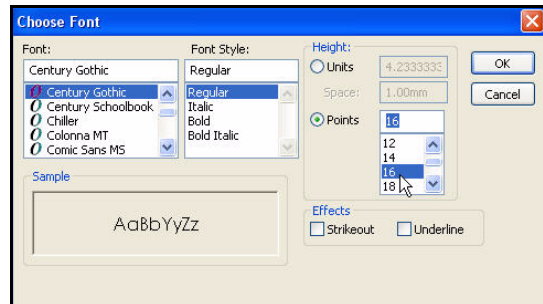 Choose Font
Font:
Century Gothic
Century Gothic
Century Schoolbook
Chiller
Colonna MT
Comic Sans MS
Font Style:
Regular
Regular
Italic
Bold
Bold Italic
Height:
Units 4.2333333
Space: 1.00mm
Points 16
12
14
16
18
OK
Cancel
Sample
AaBbYyZz
Effects
Strikeout Underline